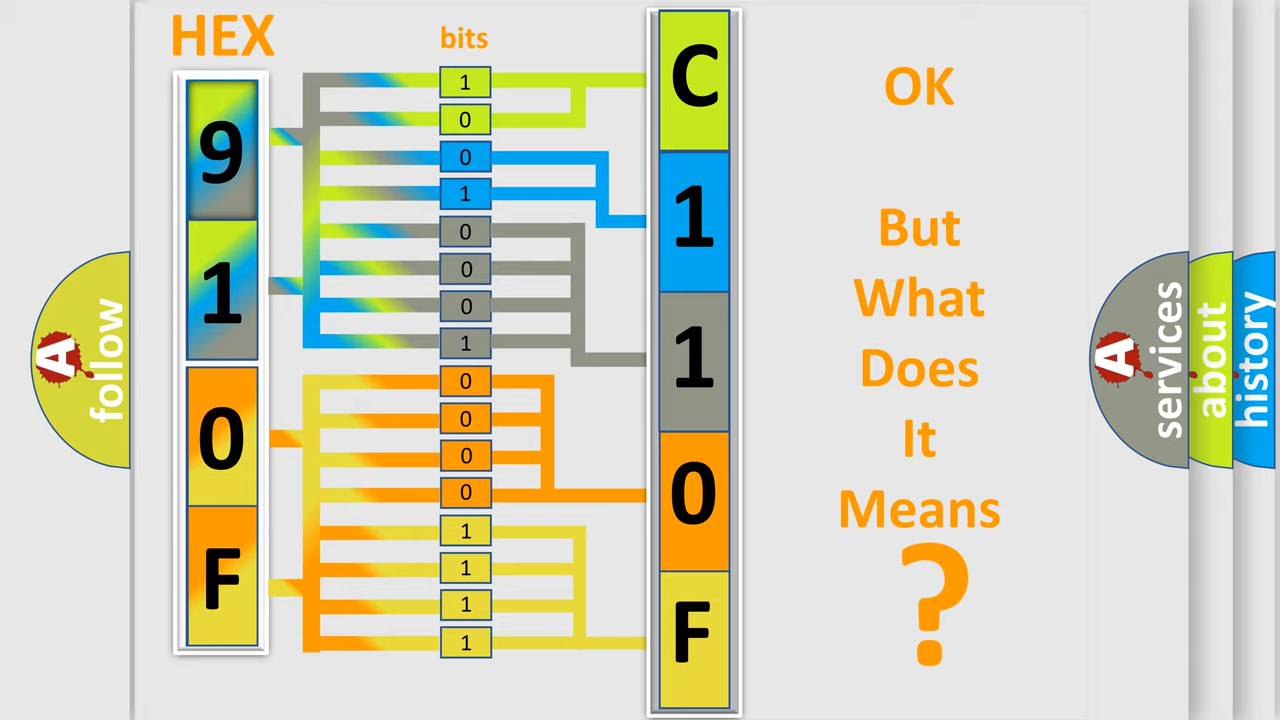 HEX
9
1
0
F
bits
1
0
0
1
0
0
0
1
0
0
0
0
1
1
1
1
C
1
1
0
F
OK
But
What
Does
It
Means
?
A
follow
A
services
about
history